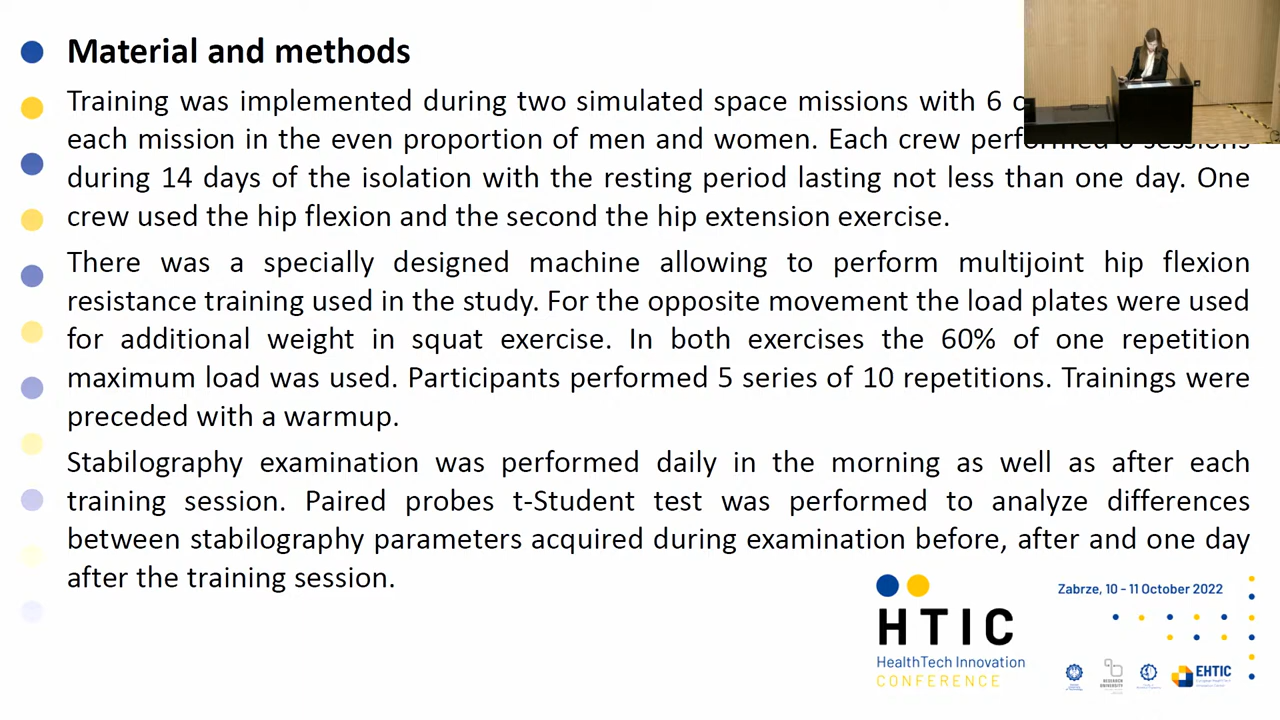 Material and methods
Training was implemented during two simulated space missions with 6
each mission in the even proportion of men and women. Each crew performed sessions
during 14 days of the isolation with the resting period lasting not less than one day. One
crew used the hip flexion and the second the hip extension exercise.
There was a specially designed machine allowing to perform multijoint hip flexion
resistance training used in the study. For the opposite movement the load plates were used
for additional weight in squat exercise. In both exercises the 60% of one repetition
maximum load was used. Participants performed 5 series of 10 repetitions. Trainings were
preceded with a warmup.
Stabilography examination was performed daily in the morning as well as after each
training session. Paired probes t-Student test was performed to analyze differences
between stabilography parameters acquired during examination before, after and one day
after the training session.
Zabrze, 10 - 11 October 2022
HTIC
HealthTech Innovation
CONFERENCE
EHTIC